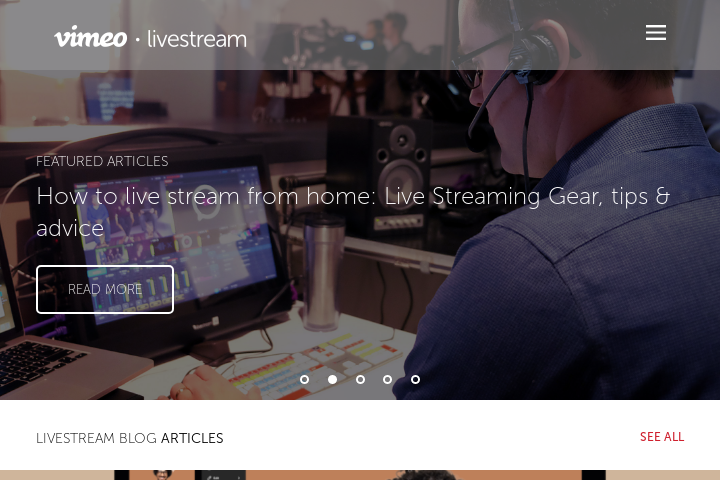 vimeo · livestream
FEATURED ARTICLES
How to live stream from home: Live Streaming Gear, tips &
advice
READ MORE
LIVESTREAM BLOG ARTICLES
SEE ALL